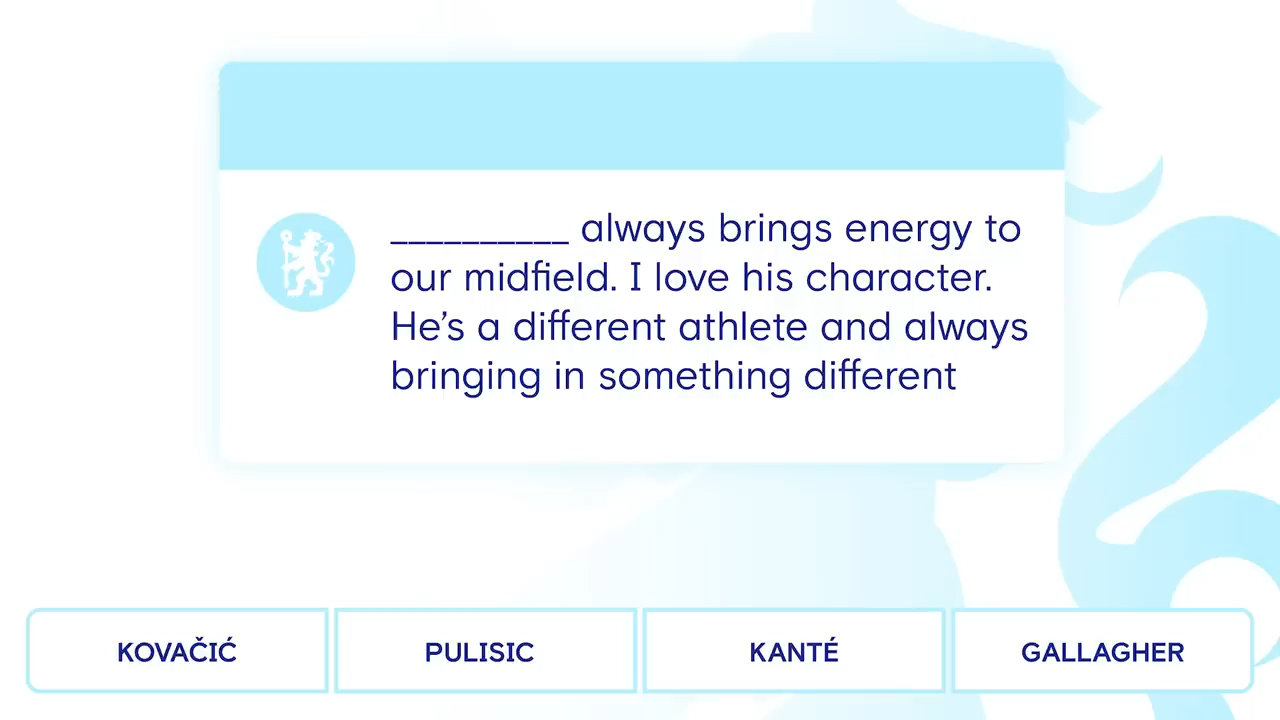 __________ always brings energy to
our midfield. I love his character.
He’s a different athlete and always
bringing in something different
KOVAČIĆ
PULISIC
KANTÉ
GALLAGHER